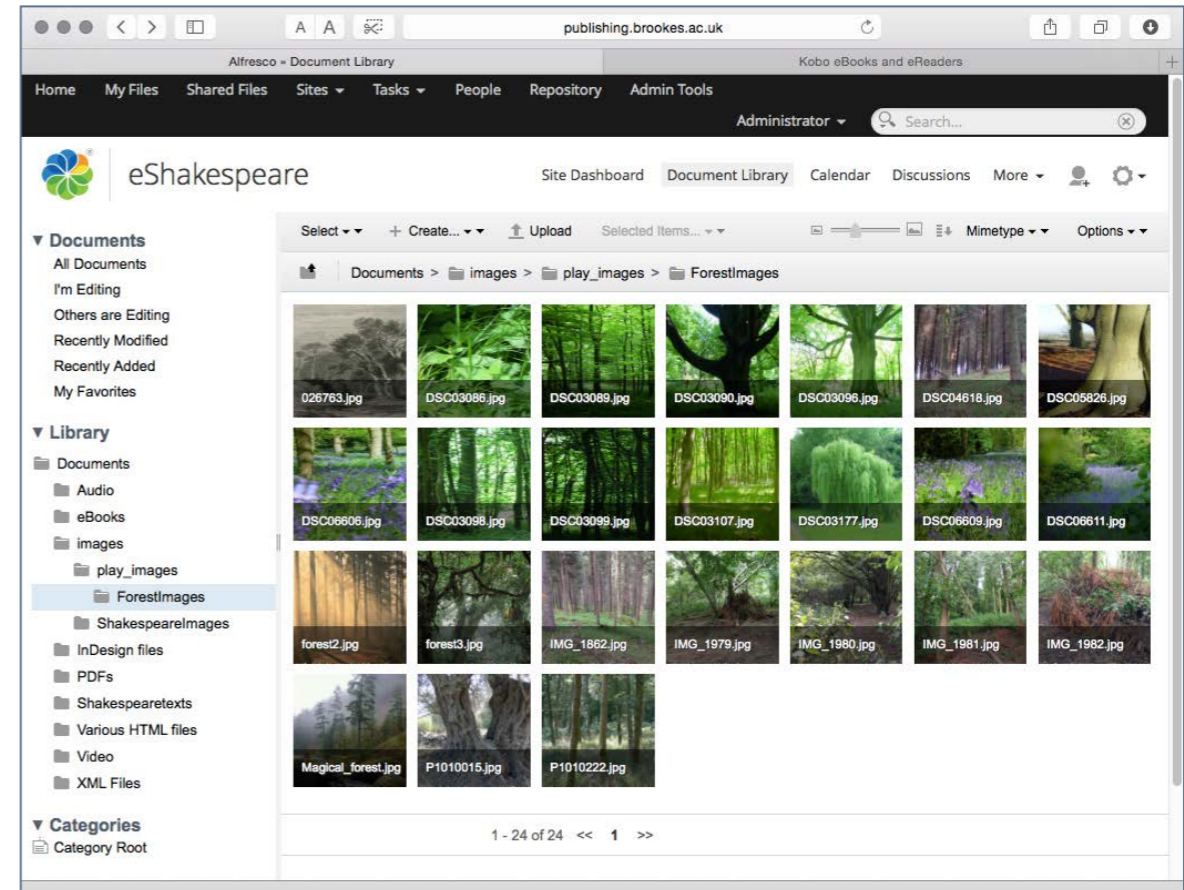 A A publishing.brookes.ac.uk
Alfresco » Document Library Kobo eBooks and eReaders +
Home My Files Shared Files Sites Tasks People Repository Admin Tools
Administrator Search...
eShakespeare
Site Dashboard Document Library Calendar Discussions More
Select + Create... Upload Selected Items... Mimetype Options
Documents > images > play_images > ForestImages
Documents
All Documents
I'm Editing
Others are Editing
Recently Modified
Recently Added
My Favorites
Library
Documents
Audio
eBooks
images
play_images
ForestImages
ShakespeareImages
InDesign files
PDFs
Shakespearetexts
Various HTML files
Video
XML Files
Categories
Category Root
026763.jpg DSC03086.jpg DSC03089.jpg DSC03090.jpg DSC03096.jpg DSC04618.jpg DSC05826.jpg
DSC06606.jpg DSC03098.jpg DSC03099.jpg DSC03107.jpg DSC03177.jpg DSC06609.jpg DSC06611.jpg
forest2.jpg forest3.jpg IMG_1862.jpg IMG_1979.jpg IMG_1980.jpg IMG_1981.jpg IMG_1982.jpg
Magical_forest.jpg P1010015.jpg P1010222.jpg
1 - 24 of 24 << 1 >>